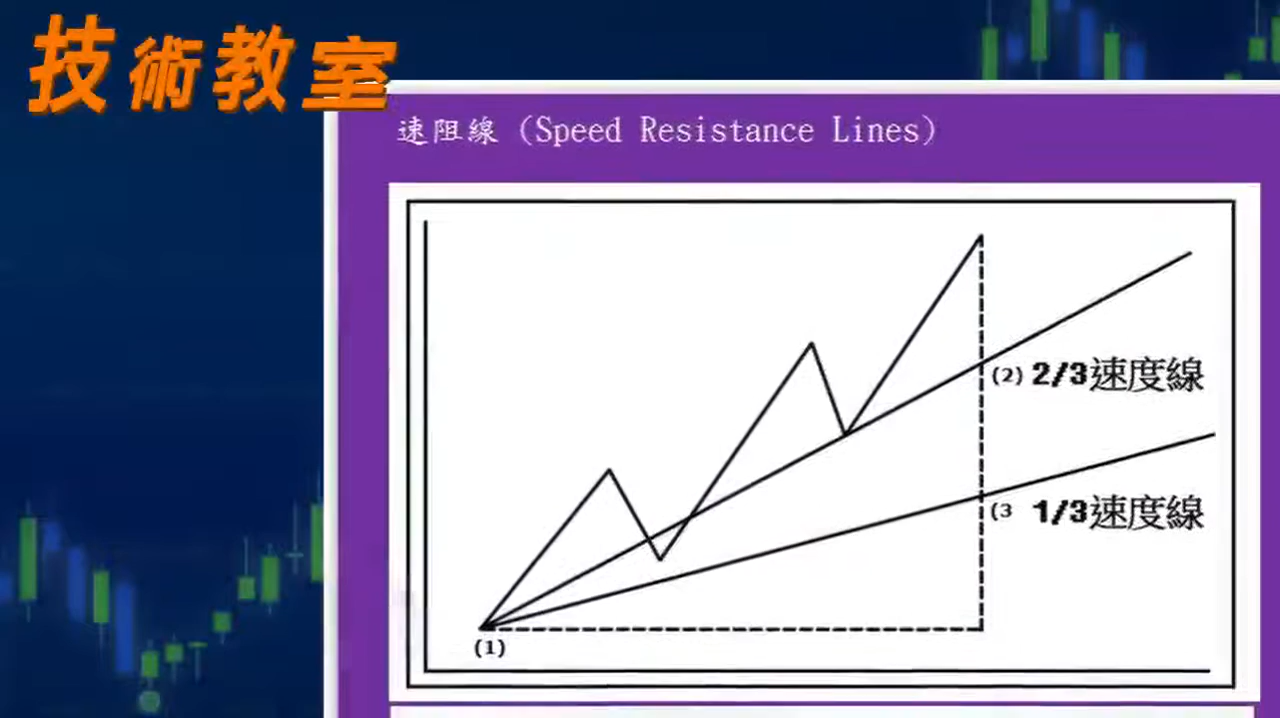 技術教室
速阻線 (Speed Resistance Lines)
(2) 2/3速度線
(3 1/3速度線
(1)